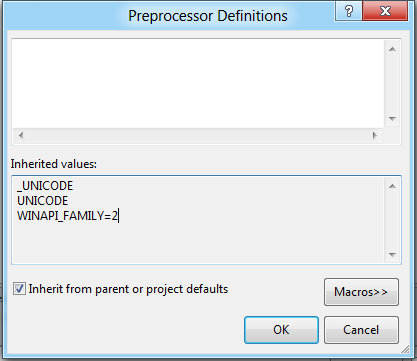 Preprocessor Definitions
?
Inherited values:
_UNICODE
UNICODE
WINAPI_FAMILY=2
Inherit from parent or project defaults
Macros>>
OK
Cancel